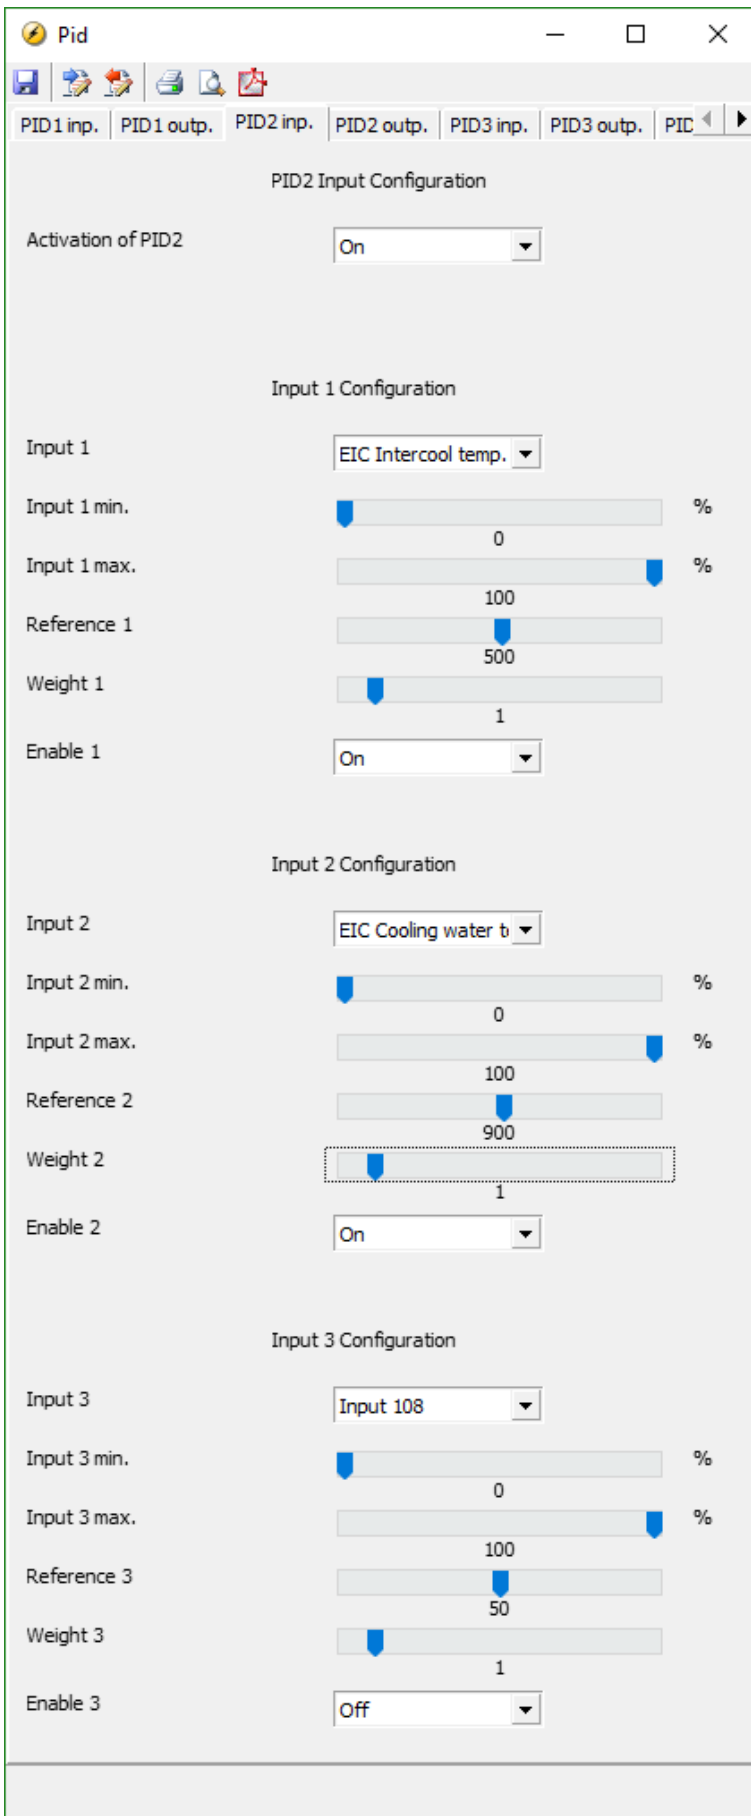 Pid
PID1 inp. PID1 outp. PID2 inp. PID2 outp. PID3 inp. PID3 outp. PID
PID2 Input Configuration
Activation of PID2 On
Input 1 Configuration
Input 1 EIC Intercool temp.
Input 1 min. %
0
Input 1 max. %
100
Reference 1
500
Weight 1
1
Enable 1 On
Input 2 Configuration
Input 2 EIC Cooling water t
Input 2 min. %
0
Input 2 max. %
100
Reference 2
900
Weight 2
1
Enable 2 On
Input 3 Configuration
Input 3 Input 108
Input 3 min. %
0
Input 3 max. %
100
Reference 3
50
Weight 3
1
Enable 3 Off